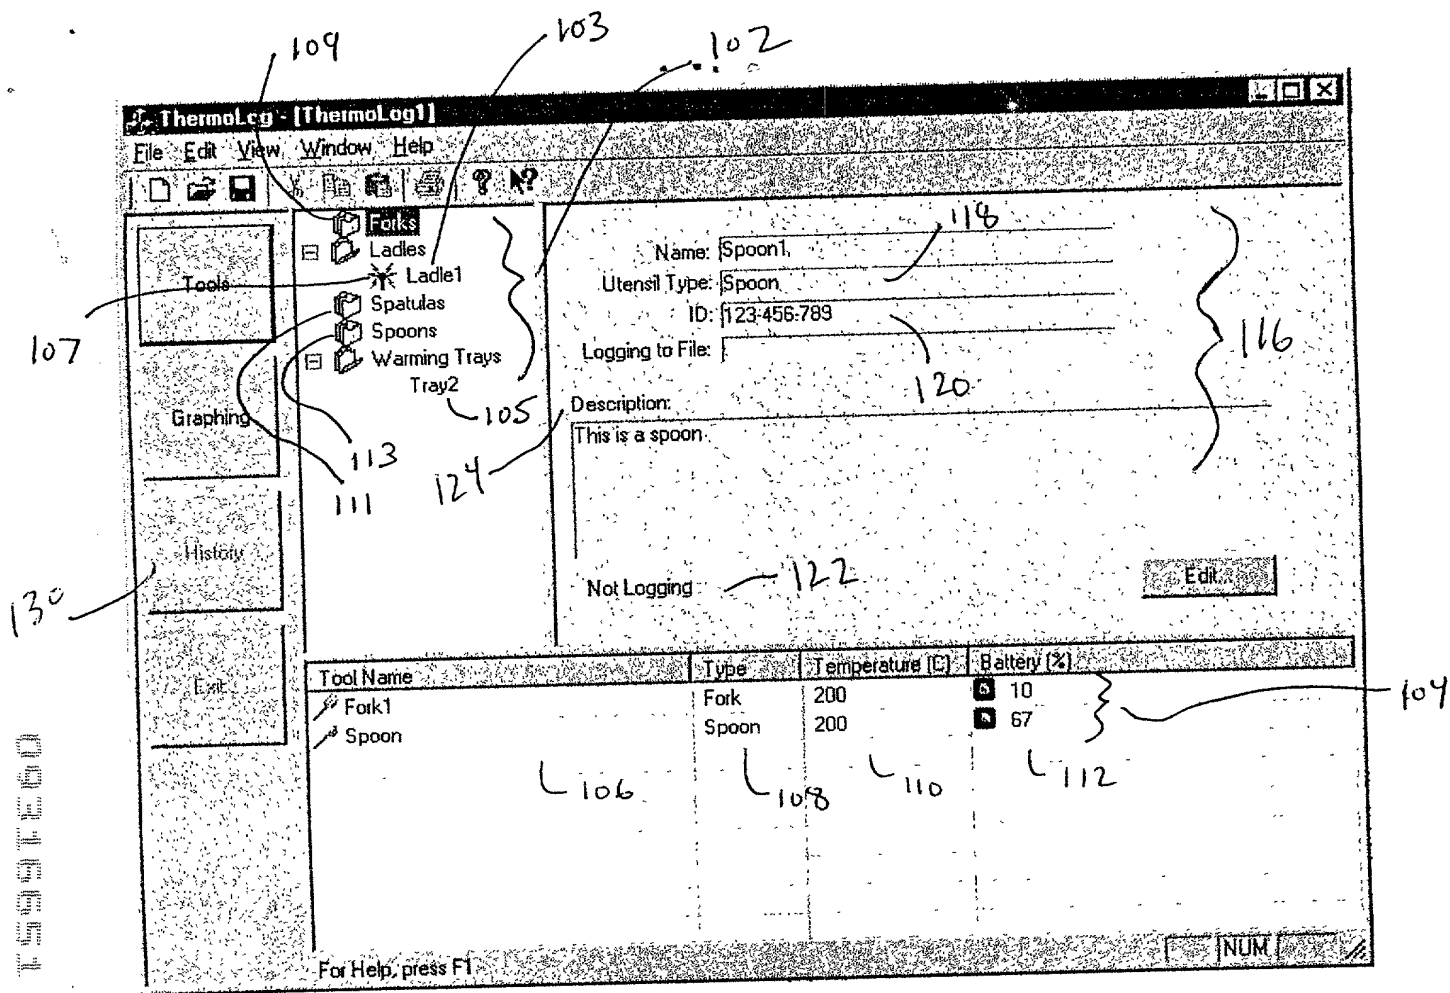 109 103 102
ThermoLog - [ThermoLog1]
File Edit View Window Help
Forks
Ladles
Ladle1
Spatulas
Spoons
Warming Trays
Tray2
Tools
Graphing
History
Exit
107
105
113
111
130
Name: Spoon1
118
Utensil Type: Spoon
ID: 123-456-789
Logging to File:
120
116
Description:
124
This is a spoon
Not Logging
122
Edit...
Tool Name Type Temperature (C) Battery (%)
Fork1 Fork 200 10
Spoon Spoon 200 67
104
106 108 110 112
For Help, press F1
NUM
09316651